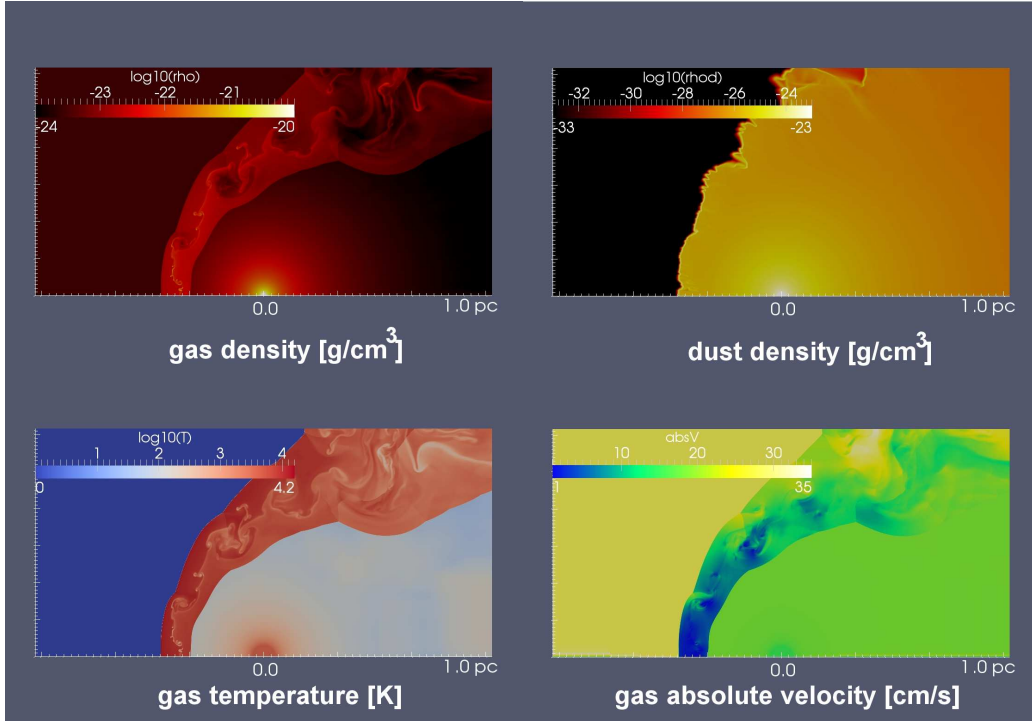 log10(rho)
-23 -22 -21
-24 -20
0.0 1.0 pc
gas density [g/cm³]
log10(rhod)
-32 -30 -28 -26 -24
-33 -23
0.0 1.0 pc
dust density [g/cm³]
log10(T)
1 2 3 4
0 4.2
0.0 1.0 pc
gas temperature [K]
absV
10 20 30
1 35
0.0 1.0 pc
gas absolute velocity [cm/s]